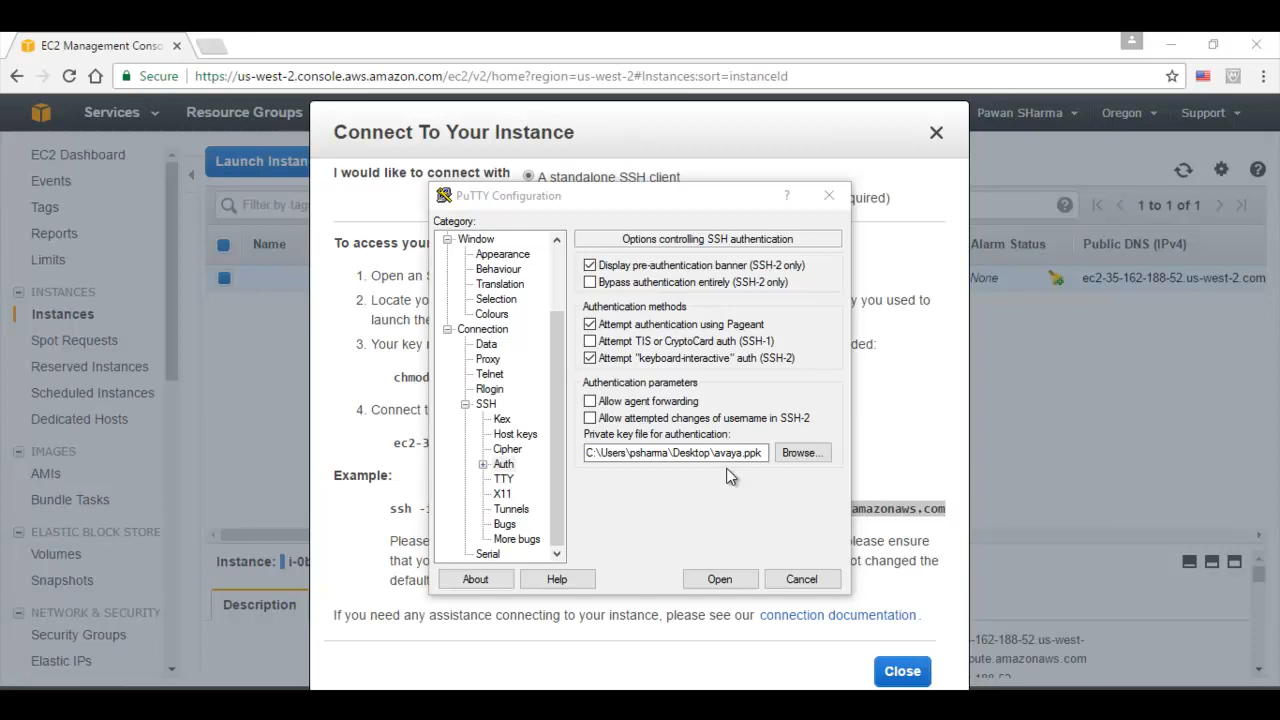 EC2 Management Conso
Secure
https://us-west-2.console.aws.amazon.com/ec2/v2/home?region=us-west-2#Instances:sort=instanceId
Services
Resource Groups
Pawan SHarma
Oregon
Support
EC2 Dashboard
Events
Tags
Reports
Limits
INSTANCES
Instances
Spot Requests
Reserved Instances
Scheduled Instances
Dedicated Hosts
IMAGES
AMIs
Bundle Tasks
ELASTIC BLOCK STORE
Volumes
Snapshots
NETWORK & SECURITY
Security Groups
Elastic IPs
Launch Instan
Filter by tag
1 to 1 of 1
Name
Alarm Status
Public DNS (IPv4)
None
ec2-35-162-188-52.us-west-2.com
Instance:
i-0b
Description
-162-188-52.us-west-
pute.amazonaws.com
Connect To Your Instance
I would like to connect with
A standalone SSH client
quired)
To access your
1. Open an S
2. Locate yo
y you used to
launch the
3. Your key m
ded:
chmod
4. Connect t
ec2-3
Example:
ssh -i
amazonaws.com
Please
please ensure
that yo
ot changed the
default
If you need any assistance connecting to your instance, please see our connection documentation .
Close
PuTTY Configuration
?
Category:
Window
Appearance
Behaviour
Translation
Selection
Colours
Connection
Data
Proxy
Telnet
Rlogin
SSH
Kex
Host keys
Cipher
Auth
TTY
X11
Tunnels
Bugs
More bugs
Serial
Options controlling SSH authentication
Display pre-authentication banner (SSH-2 only)
Bypass authentication entirely (SSH-2 only)
Authentication methods
Attempt authentication using Pageant
Attempt TIS or CryptoCard auth (SSH-1)
Attempt "keyboard-interactive" auth (SSH-2)
Authentication parameters
Allow agent forwarding
Allow attempted changes of username in SSH-2
Private key file for authentication:
C:\Users\psharma\Desktop\avaya.ppk
Browse...
About
Help
Open
Cancel